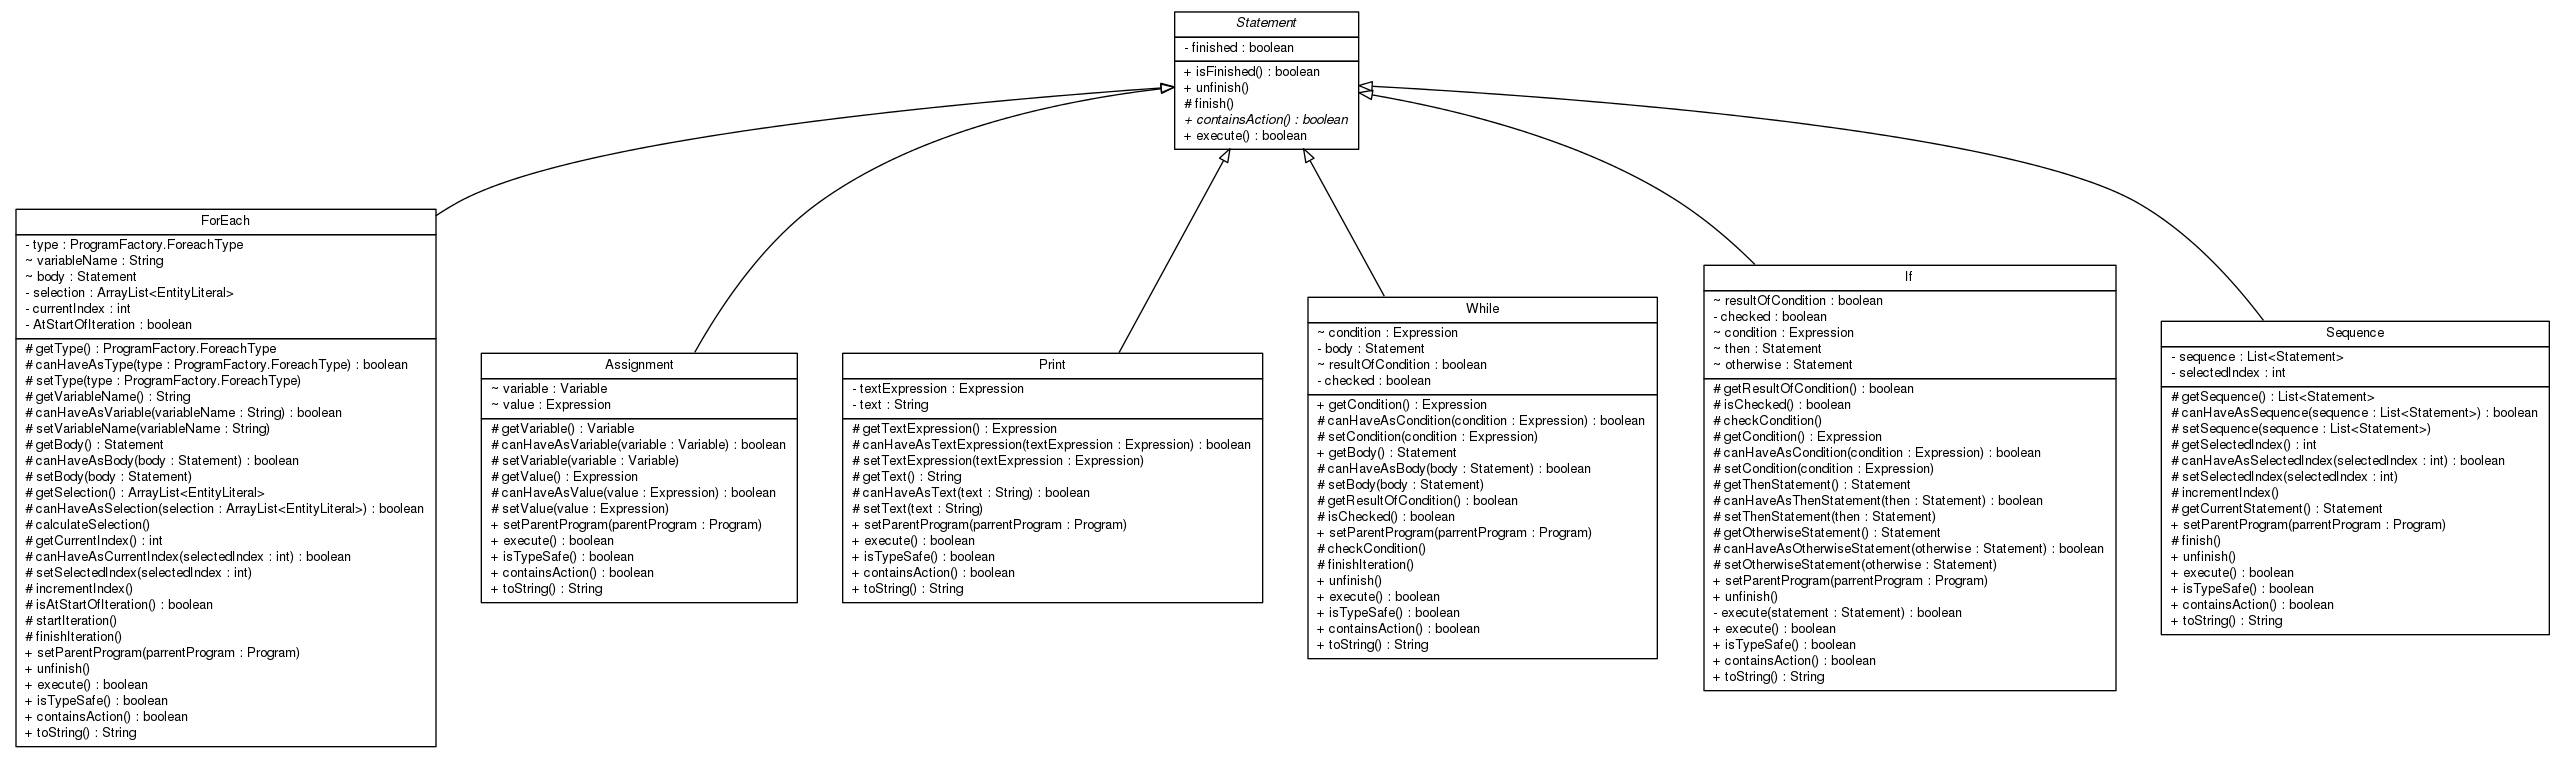 Statement
- finished : boolean
+ isFinished() : boolean
+ unfinish()
# finish()
+ containsAction() : boolean
+ execute() : boolean
ForEach
- type : ProgramFactory.ForeachType
~ variableName : String
~ body : Statement
- selection : ArrayList<EntityLiteral>
- currentIndex : int
- AtStartOfIteration : boolean
# getType() : ProgramFactory.ForeachType
# canHaveAsType(type : ProgramFactory.ForeachType) : boolean
# setType(type : ProgramFactory.ForeachType)
# getVariableName() : String
# canHaveAsVariable(variableName : String) : boolean
# setVariableName(variableName : String)
# getBody() : Statement
# canHaveAsBody(body : Statement) : boolean
# setBody(body : Statement)
# getSelection() : ArrayList<EntityLiteral>
# canHaveAsSelection(selection : ArrayList<EntityLiteral>) : boolean
# calculateSelection()
# getCurrentIndex() : int
# canHaveAsCurrentIndex(selectedIndex : int) : boolean
# setSelectedIndex(selectedIndex : int)
# incrementIndex()
# isAtStartOfIteration() : boolean
# startIteration()
# finishIteration()
+ setParentProgram(parrentProgram : Program)
+ unfinish()
+ execute() : boolean
+ isTypeSafe() : boolean
+ containsAction() : boolean
+ toString() : String
Assignment
~ variable : Variable
~ value : Expression
# getVariable() : Variable
# canHaveAsVariable(variable : Variable) : boolean
# setVariable(variable : Variable)
# getValue() : Expression
# canHaveAsValue(value : Expression) : boolean
# setValue(value : Expression)
+ setParentProgram(parentProgram : Program)
+ execute() : boolean
+ isTypeSafe() : boolean
+ containsAction() : boolean
+ toString() : String
Print
- textExpression : Expression
- text : String
# getTextExpression() : Expression
# canHaveAsTextExpression(textExpression : Expression) : boolean
# setTextExpression(textExpression : Expression)
# getText() : String
# canHaveAsText(text : String) : boolean
# setText(text : String)
+ setParentProgram(parrentProgram : Program)
+ execute() : boolean
+ isTypeSafe() : boolean
+ containsAction() : boolean
+ toString() : String
While
~ condition : Expression
- body : Statement
~ resultOfCondition : boolean
- checked : boolean
+ getCondition() : Expression
# canHaveAsCondition(condition : Expression) : boolean
# setCondition(condition : Expression)
+ getBody() : Statement
# canHaveAsBody(body : Statement) : boolean
# setBody(body : Statement)
# getResultOfCondition() : boolean
# isChecked() : boolean
+ setParentProgram(parrentProgram : Program)
# checkCondition()
# finishIteration()
+ unfinish()
+ execute() : boolean
+ isTypeSafe() : boolean
+ containsAction() : boolean
+ toString() : String
If
~ resultOfCondition : boolean
- checked : boolean
~ condition : Expression
~ then : Statement
~ otherwise : Statement
# getResultOfCondition() : boolean
# isChecked() : boolean
# checkCondition()
# getCondition() : Expression
# canHaveAsCondition(condition : Expression) : boolean
# setCondition(condition : Expression)
# getThenStatement() : Statement
# canHaveAsThenStatement(then : Statement) : boolean
# setThenStatement(then : Statement)
# getOtherwiseStatement() : Statement
# canHaveAsOtherwiseStatement(otherwise : Statement) : boolean
# setOtherwiseStatement(otherwise : Statement)
+ setParentProgram(parrentProgram : Program)
+ unfinish()
- execute(statement : Statement) : boolean
+ execute() : boolean
+ isTypeSafe() : boolean
+ containsAction() : boolean
+ toString() : String
Sequence
- sequence : List<Statement>
- selectedIndex : int
# getSequence() : List<Statement>
# canHaveAsSequence(sequence : List<Statement>) : boolean
# setSequence(sequence : List<Statement>)
# getSelectedIndex() : int
# canHaveAsSelectedIndex(selectedIndex : int) : boolean
# setSelectedIndex(selectedIndex : int)
# incrementIndex()
# getCurrentStatement() : Statement
+ setParentProgram(parrentProgram : Program)
# finish()
+ unfinish()
+ execute() : boolean
+ isTypeSafe() : boolean
+ containsAction() : boolean
+ toString() : String